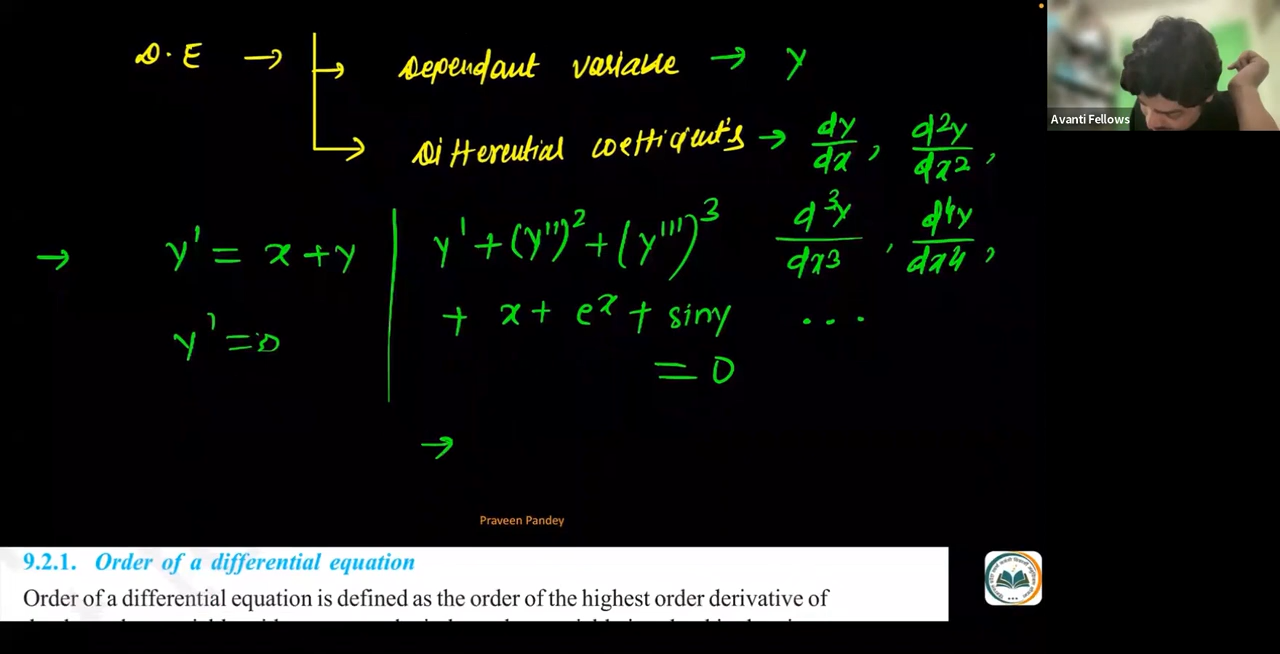 D.E → → Dependant variable → y
→ Differential coefficient's → dy/dx, d²y/dx2,
d³y/dx3, d⁴y/dx4,
...
→ y' = x + y
y' = 0
y' + (y'')² + (y''')³
+ x + eˣ + siny
= 0
→
Avanti Fellows
Praveen Pandey
9.2.1. Order of a differential equation
Order of a differential equation is defined as the order of the highest order derivative of